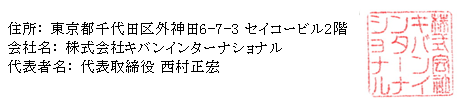 住所: 東京都千代田区外神田6-7-3 セイコービル2階
会社名: 株式会社キバンインターナショナル
代表者名: 代表取締役 西村正宏
株式会社
キバンイ
ンターナ
ショナル